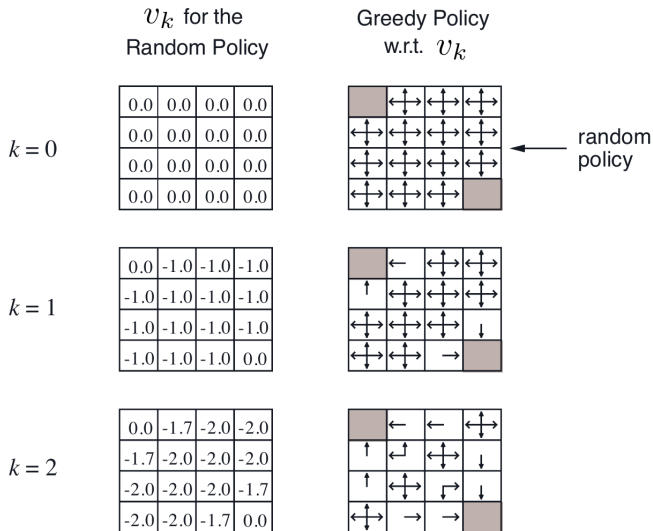 v_k for the
Random Policy
Greedy Policy
w.r.t. v_k
k = 0
0.0 0.0 0.0 0.0
0.0 0.0 0.0 0.0
0.0 0.0 0.0 0.0
0.0 0.0 0.0 0.0
random
policy
k = 1
0.0 -1.0 -1.0 -1.0
-1.0 -1.0 -1.0 -1.0
-1.0 -1.0 -1.0 -1.0
-1.0 -1.0 -1.0 0.0
k = 2
0.0 -1.7 -2.0 -2.0
-1.7 -2.0 -2.0 -2.0
-2.0 -2.0 -2.0 -1.7
-2.0 -2.0 -1.7 0.0